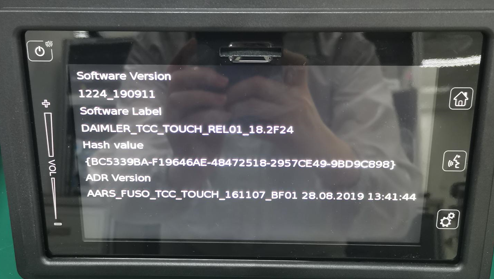 Software Version
1224_190911
Software Label
DAIMLER_TCC_TOUCH_REL01_18.2F24
Hash value
{BC5339BA-F19646AE-48472518-2957CE49-9BD9C898}
ADR Version
AARS_FUSO_TCC_TOUCH_161107_BF01 28.08.2019 13:41:44
+
VOL
-